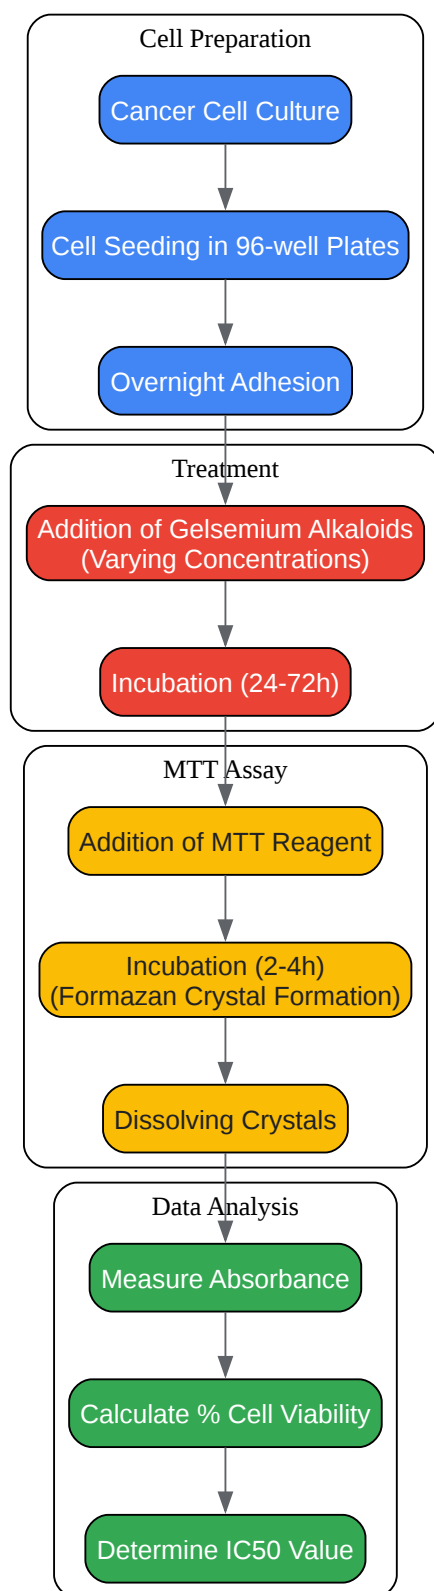 Cell Preparation
Cancer Cell Culture
Cell Seeding in 96-well Plates
Overnight Adhesion
Treatment
Addition of Gelsemium Alkaloids
(Varying Concentrations)
Incubation (24-72h)
MTT Assay
Addition of MTT Reagent
Incubation (2-4h)
(Formazan Crystal Formation)
Dissolving Crystals
Data Analysis
Measure Absorbance
Calculate % Cell Viability
Determine IC50 Value